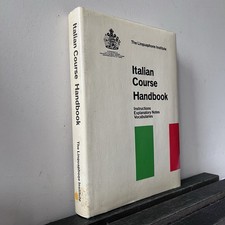 Italian Course Handbook
The Linguaphone Institute
The Linguaphone Institute
Italian
Course
Handbook
Instructions
Explanatory Notes
Vocabularies